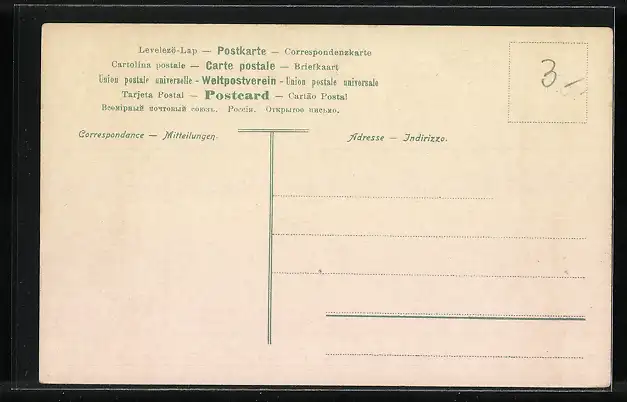 Levelezö-Lap — Postkarte — Correspondenzkarte
Cartolina postale — Carte postale — Briefkaart
Union postale universelle - Weltpostverein - Union postale universale
Tarjeta Postal — Postcard — Cartão Postal
Всемірный почтовый союзъ. Россія. Открытое письмо.
3
Correspondance — Mitteilungen.
Adresse — Indirizzo.